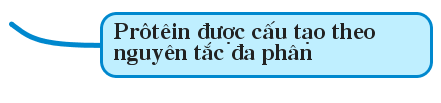 Prôtêin được cấu tạo theo
nguyên tắc đa phân